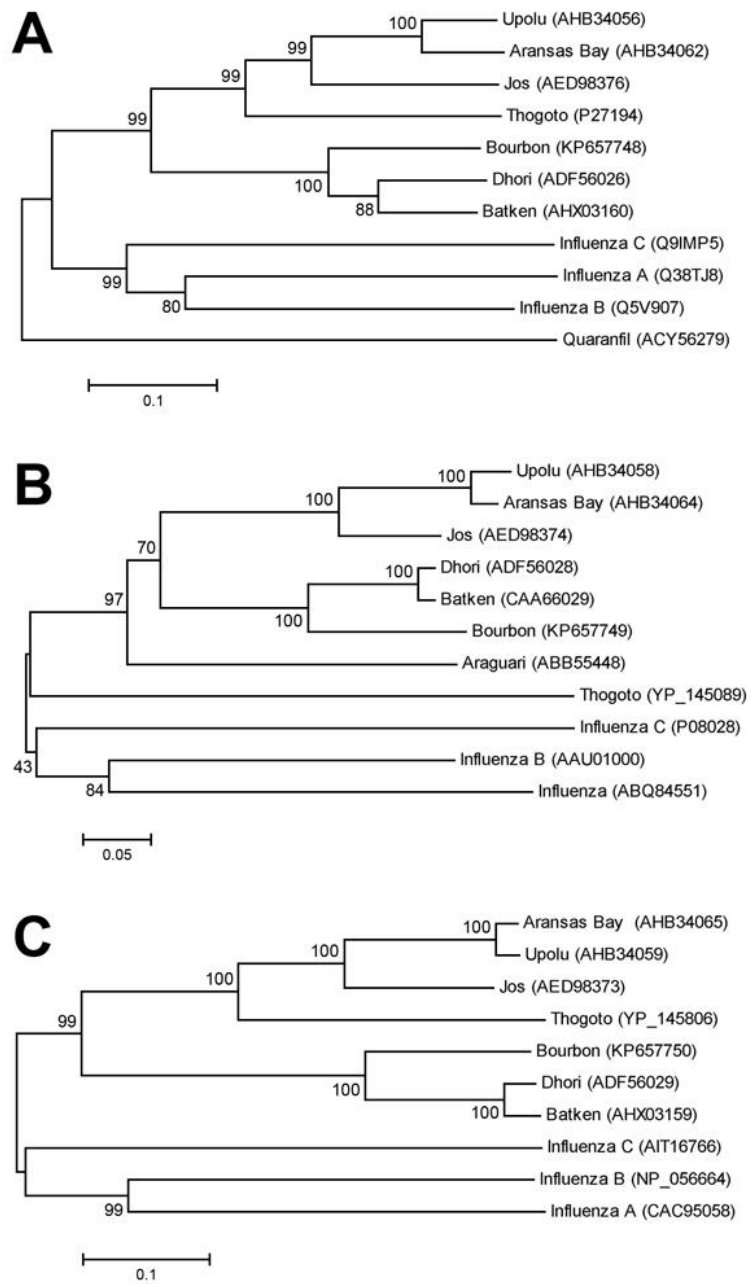 A
100
Upolu (AHB34056)
99
Aransas Bay (AHB34062)
99
Jos (AED98376)
99
Thogoto (P27194)
Bourbon (KP657748)
100
Dhori (ADF56026)
88
Batken (AHX03160)
Influenza C (Q9IMP5)
99
Influenza A (Q38TJ8)
80
Influenza B (Q5V907)
Quaranfil (ACY56279)
0.1
B
100
Upolu (AHB34058)
100
Aransas Bay (AHB34064)
70
Jos (AED98374)
100
Dhori (ADF56028)
97
Batken (CAA66029)
100
Bourbon (KP657749)
Araguari (ABB55448)
Thogoto (YP_145089)
Influenza C (P08028)
43
Influenza B (AAU01000)
84
Influenza (ABQ84551)
0.05
C
100
Aransas Bay (AHB34065)
100
Upolu (AHB34059)
100
Jos (AED98373)
99
Thogoto (YP_145806)
Bourbon (KP657750)
100
Dhori (ADF56029)
100
Batken (AHX03159)
Influenza C (AIT16766)
Influenza B (NP_056664)
99
Influenza A (CAC95058)
0.1